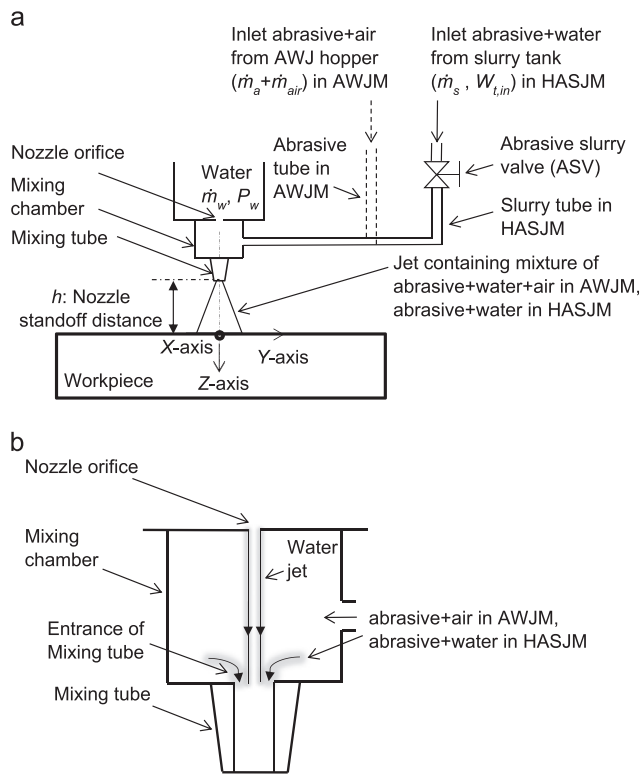 a
Inlet abrasive+air
from AWJ hopper
(ṁa+ṁair) in AWJM
Inlet abrasive+water
from slurry tank
(ṁs , Wt,in) in HASJM
Nozzle orifice
Mixing
chamber
Mixing tube
Water
ṁw, Pw
Abrasive
tube in
AWJM
Abrasive slurry
valve (ASV)
Slurry tube in
HASJM
h: Nozzle
standoff distance
Jet containing mixture of
abrasive+water+air in AWJM,
abrasive+water in HASJM
X-axis
Y-axis
Z-axis
Workpiece
b
Nozzle orifice
Mixing
chamber
Water
jet
Entrance of
Mixing tube
abrasive+air in AWJM,
abrasive+water in HASJM
Mixing tube